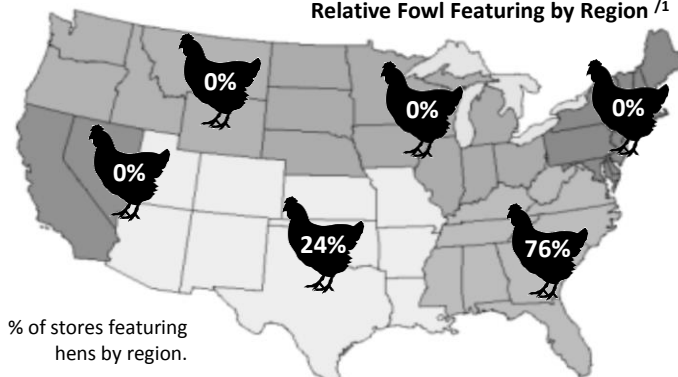 Relative Fowl Featuring by Region /1
0%
0%
0%
0%
24%
76%
% of stores featuring
hens by region.